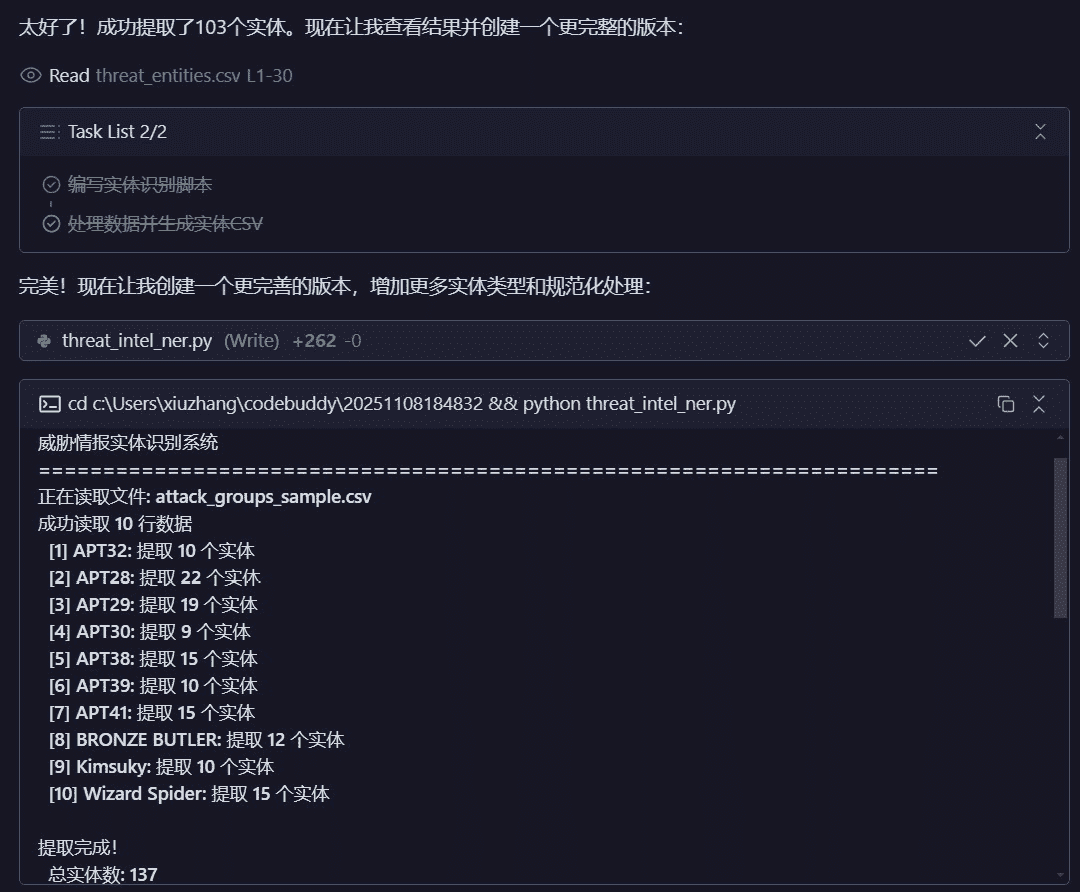 太好了！成功提取了103个实体。现在让我查看结果并创建一个更完整的版本：
Read threat_entities.csv L1-30
Task List 2/2
编写实体识别脚本
处理数据并生成实体CSV
完美！现在让我创建一个更完善的版本，增加更多实体类型和规范化处理：
threat_intel_ner.py (Write) +262 -0
cd c:\Users\xiuzhang\codebuddy\20251108184832 && python threat_intel_ner.py
威胁情报实体识别系统
======================================================================
正在读取文件: attack_groups_sample.csv
成功读取 10 行数据
[1] APT32: 提取 10 个实体
[2] APT28: 提取 22 个实体
[3] APT29: 提取 19 个实体
[4] APT30: 提取 9 个实体
[5] APT38: 提取 15 个实体
[6] APT39: 提取 10 个实体
[7] APT41: 提取 15 个实体
[8] BRONZE BUTLER: 提取 12 个实体
[9] Kimsuky: 提取 10 个实体
[10] Wizard Spider: 提取 15 个实体
提取完成!
总实体数: 137